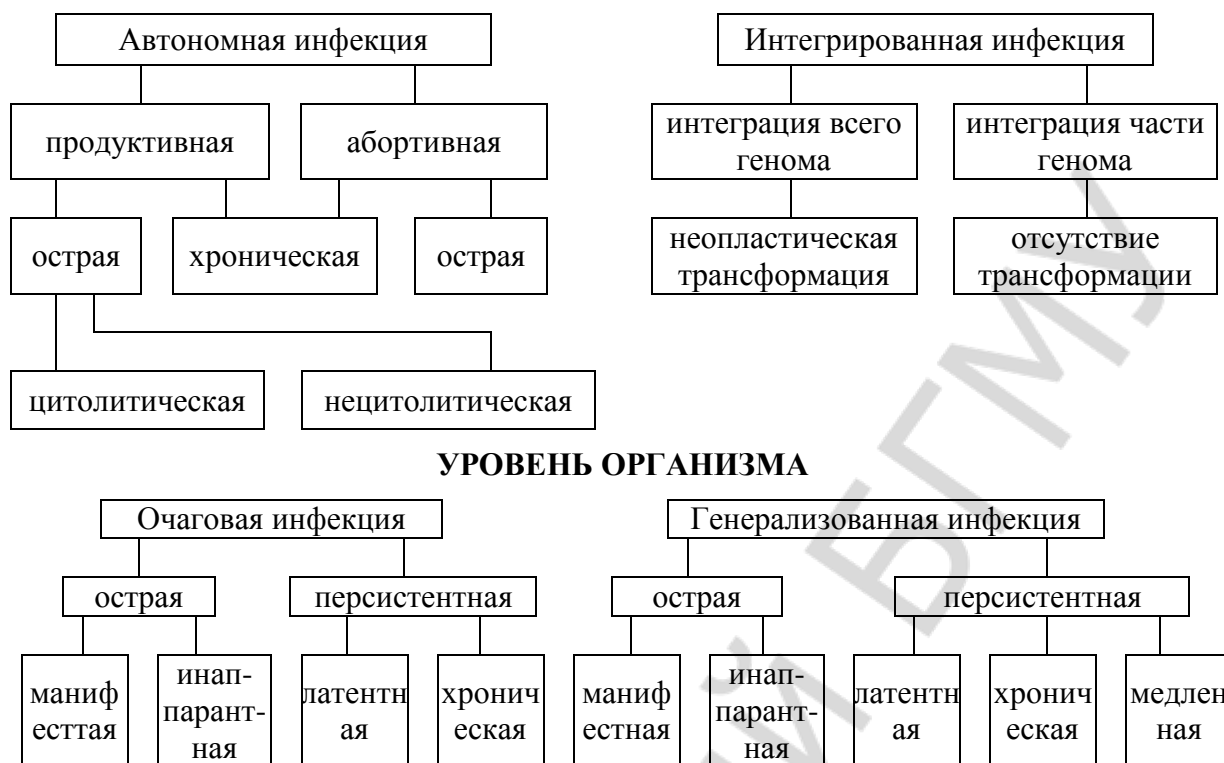 Автономная инфекция
Интегрированная инфекция
продуктивная
абортивная
интеграция всего
генома
интеграция части
генома
острая
хроническая
острая
неопластическая
трансформация
отсутствие
трансформации
цитолитическая
нецитолитическая
УРОВЕНЬ ОРГАНИЗМА
Очаговая инфекция
Генерализованная инфекция
острая
персистентная
острая
персистентная
маниф
есттая
инап-
парант-
ная
латентн
ая
хронич
еская
маниф
естная
инап-
парант-
ная
латентн
ая
хронич
еская
медлен
ная
Й БГМУ